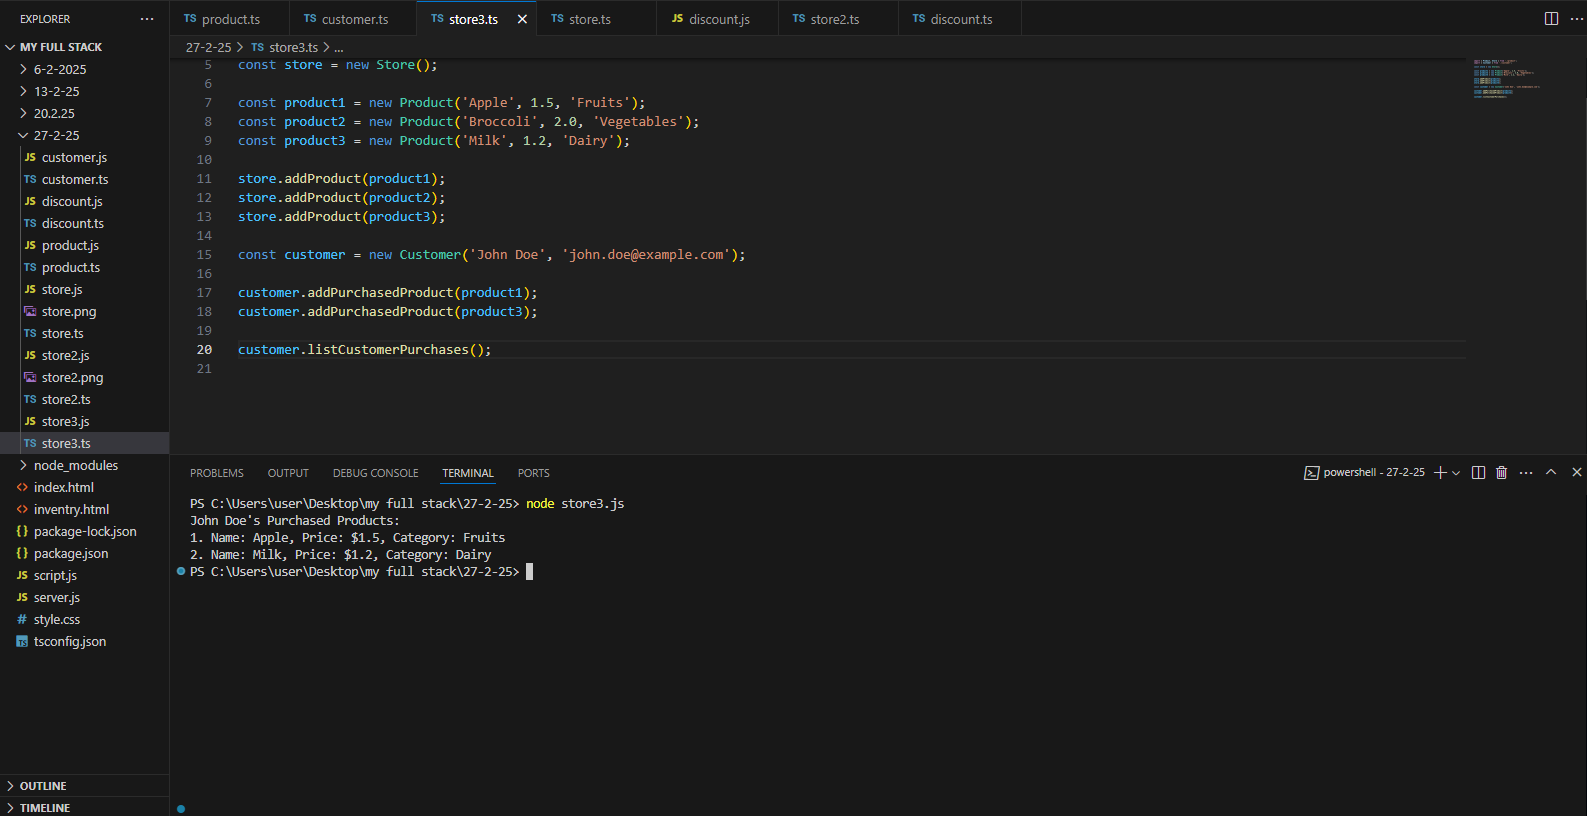 EXPLORER
MY FULL STACK
6-2-2025
13-2-25
20.2.25
27-2-25
JS customer.js
TS customer.ts
JS discount.js
TS discount.ts
JS product.js
TS product.ts
JS store.js
store.png
TS store.ts
JS store2.js
store2.png
TS store2.ts
JS store3.js
TS store3.ts
node_modules
<> index.html
<> inventry.html
{} package-lock.json
{} package.json
JS script.js
JS server.js
# style.css
TS tsconfig.json
OUTLINE
TIMELINE
TS product.ts TS customer.ts TS store3.ts TS store.ts JS discount.js TS store2.ts TS discount.ts
27-2-25 > TS store3.ts > ...
5 const store = new Store();
6
7 const product1 = new Product('Apple', 1.5, 'Fruits');
8 const product2 = new Product('Broccoli', 2.0, 'Vegetables');
9 const product3 = new Product('Milk', 1.2, 'Dairy');
10
11 store.addProduct(product1);
12 store.addProduct(product2);
13 store.addProduct(product3);
14
15 const customer = new Customer('John Doe', 'john.doe@example.com');
16
17 customer.addPurchasedProduct(product1);
18 customer.addPurchasedProduct(product3);
19
20 customer.listCustomerPurchases();
21
PROBLEMS OUTPUT DEBUG CONSOLE TERMINAL PORTS
powershell - 27-2-25
PS C:\Users\user\Desktop\my full stack\27-2-25> node store3.js
John Doe's Purchased Products:
1. Name: Apple, Price: $1.5, Category: Fruits
2. Name: Milk, Price: $1.2, Category: Dairy
PS C:\Users\user\Desktop\my full stack\27-2-25>